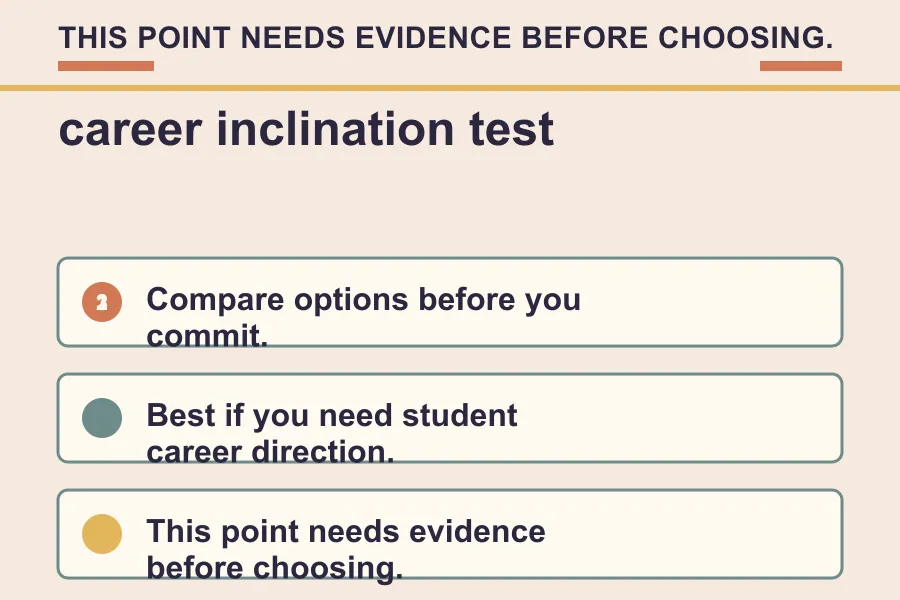 THIS POINT NEEDS EVIDENCE BEFORE CHOOSING.
career inclination test
Compare options before you
commit.
Best if you need student
career direction.
This point needs evidence
before choosing.